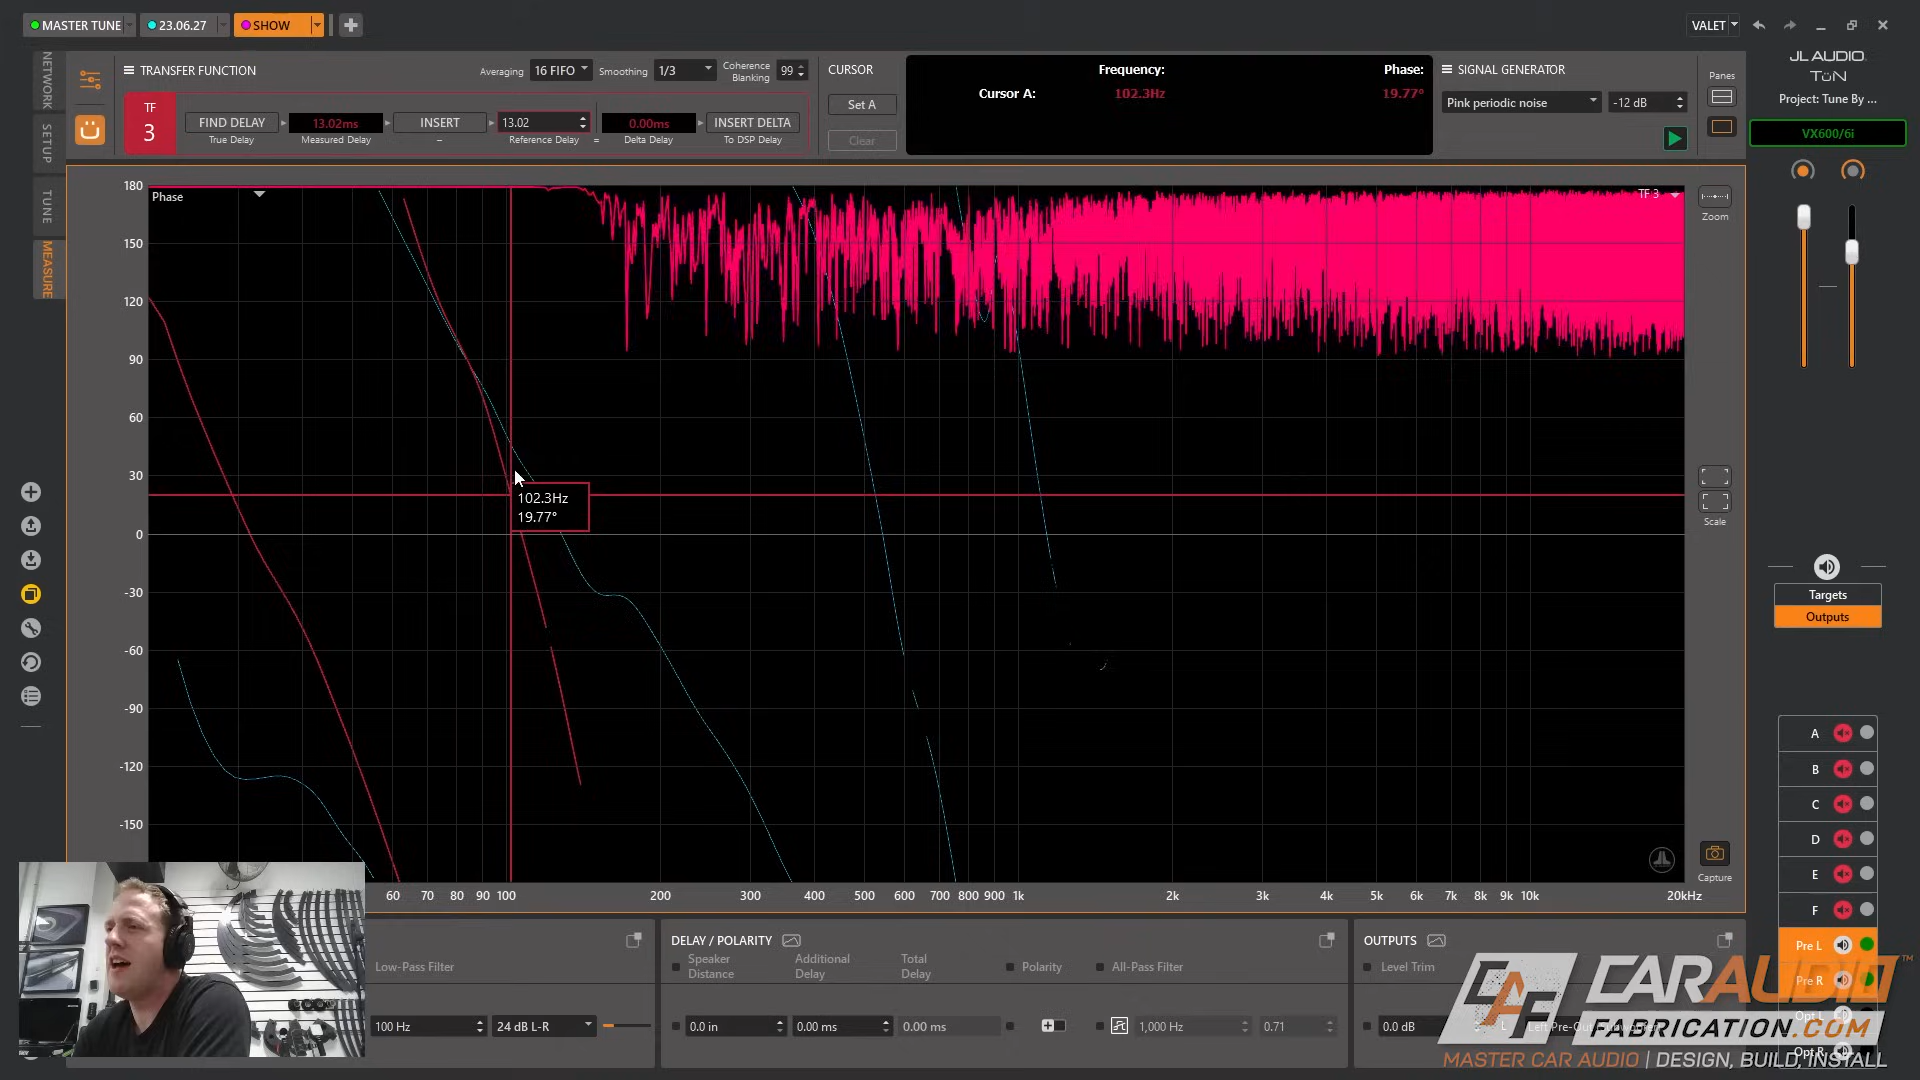 MASTER TUNE
23.06.27
SHOW
VALET
NETWORK
SETUP
TUNE
MEASURE
TRANSFER FUNCTION
Averaging
16 FIFO
Smoothing
1/3
Coherence
Blanking
99
TF
3
FIND DELAY
13.02ms
INSERT
13.02
0.00ms
INSERT DELTA
True Delay
Measured Delay
–
Reference Delay
=
Delta Delay
To DSP Delay
CURSOR
Set A
Clear
Frequency:
Phase:
Cursor A:
102.3Hz
19.77°
SIGNAL GENERATOR
Pink periodic noise
-12 dB
Panes
JL AUDIO
TüN
Project: Tune By ...
VX600/6i
Phase
TF 3
180
150
120
90
60
30
0
-30
-60
-90
-120
-150
102.3Hz
19.77°
60 70 80 90 100 200 300 400 500 600 700 800 900 1k 2k 3k 4k 5k 6k 7k 8k 9k 10k 20kHz
Zoom
Scale
Capture
Targets
Outputs
A
B
C
D
E
F
Pre L
Pre R
Opt L
Opt R
Low-Pass Filter
100 Hz
24 dB L-R
DELAY / POLARITY
Speaker
Distance
Additional
Delay
Total
Delay
Polarity
All-Pass Filter
0.0 in
0.00 ms
0.00 ms
1,000 Hz
0.71
OUTPUTS
Level Trim
0.0 dB
CAF
CARAUDIO™
FABRICATION.COM
MASTER CAR AUDIO | DESIGN, BUILD, INSTALL